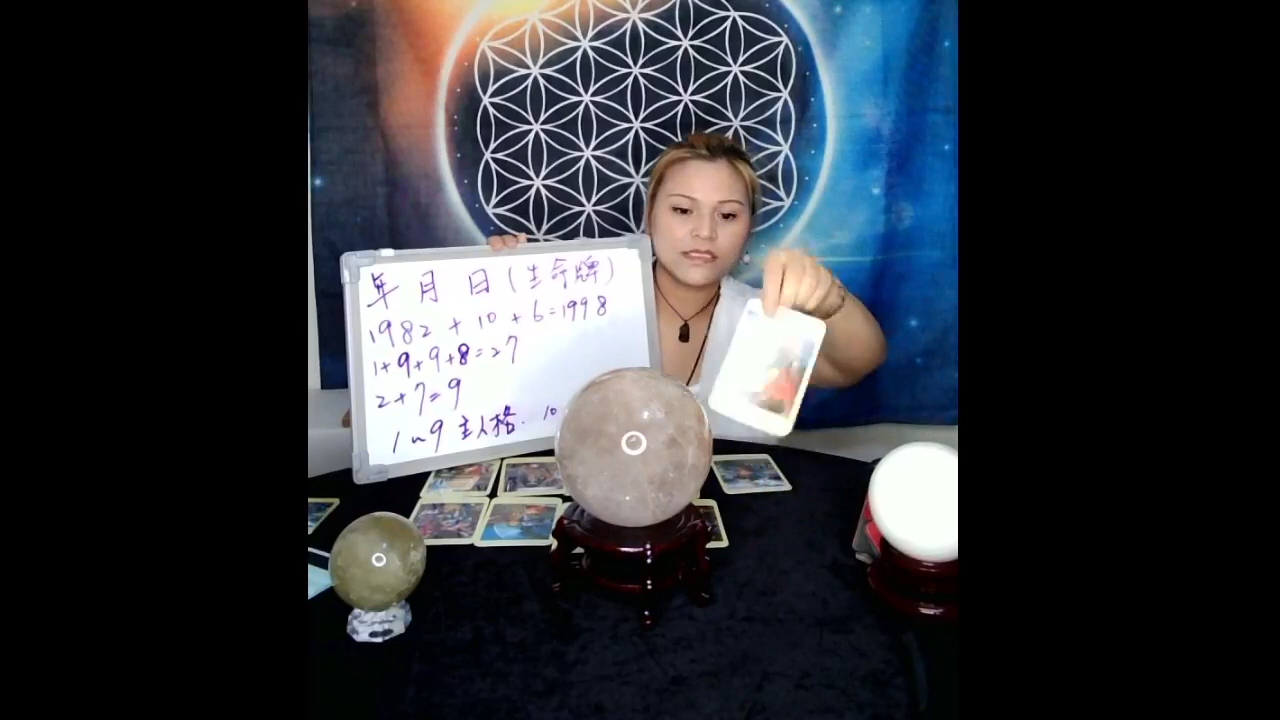 年 月 日 (生命牌)
1982 + 10 + 6 = 1998
1+9+9+8=27
2+7=9
1~9 主人格. 10